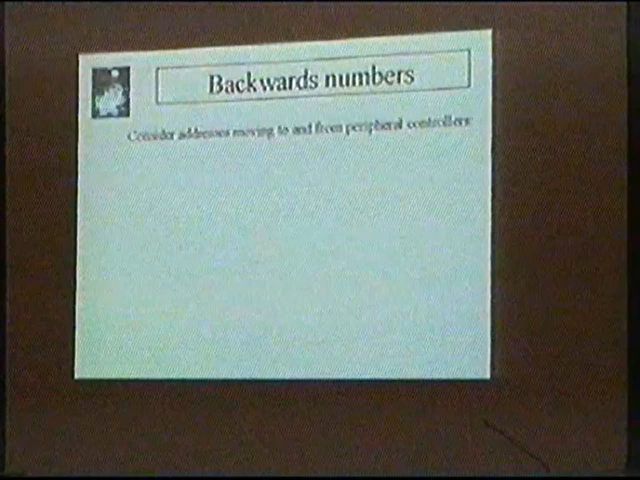 Backwards numbers
Consider addresses moving to and from peripheral controllers: